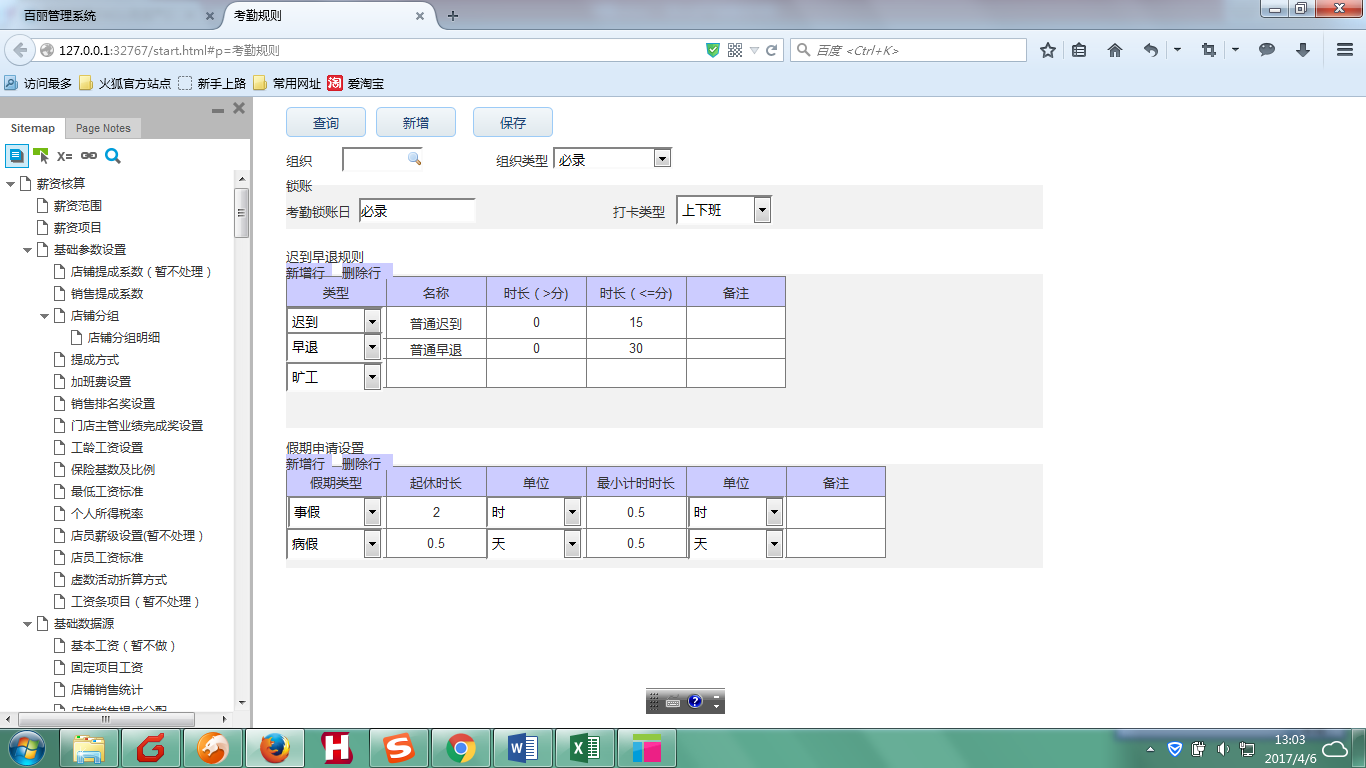 百丽管理系统
考勤规则
127.0.0.1:32767/start.html#p=考勤规则
百度 <Ctrl+K>
访问最多
火狐官方站点
新手上路
常用网址
淘
爱淘宝
Sitemap
Page Notes
X=
薪资核算
薪资范围
薪资项目
基础参数设置
店铺提成系数（暂不处理）
销售提成系数
店铺分组
店铺分组明细
提成方式
加班费设置
销售排名奖设置
门店主管业绩完成奖设置
工龄工资设置
保险基数及比例
最低工资标准
个人所得税率
店员薪级设置(暂不处理）
店员工资标准
虚数活动折算方式
工资条项目（暂不处理）
基础数据源
基本工资（暂不做）
固定项目工资
店铺销售统计
店铺销售提成分配
查询 新增 保存
组织 组织类型 必录
锁账
考勤锁账日 必录 打卡类型 上下班
迟到早退规则
新增行 删除行
类型 名称 时长（>分) 时长（<=分) 备注
迟到 普通迟到 0 15
早退 普通早退 0 30
旷工
假期申请设置
新增行 删除行
假期类型 起休时长 单位 最小计时时长 单位 备注
事假 2 时 0.5 时
病假 0.5 天 0.5 天
13:03
2017/4/6